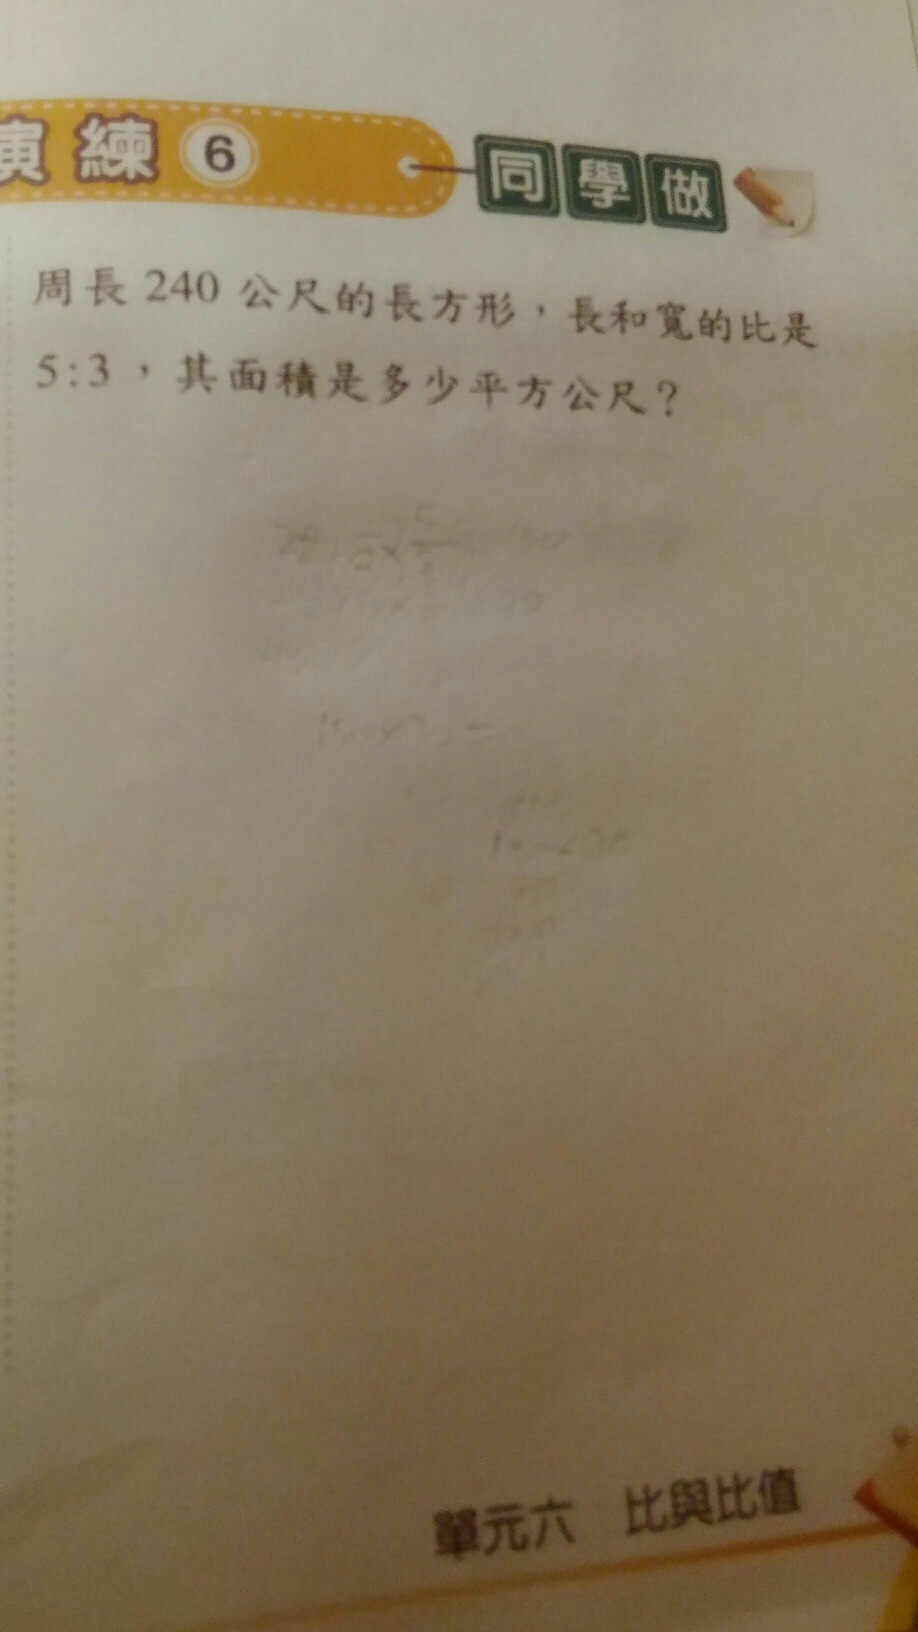 演練 6 同學做
周長 240 公尺的長方形，長和寬的比是
5:3，其面積是多少平方公尺？
單元六 比與比值